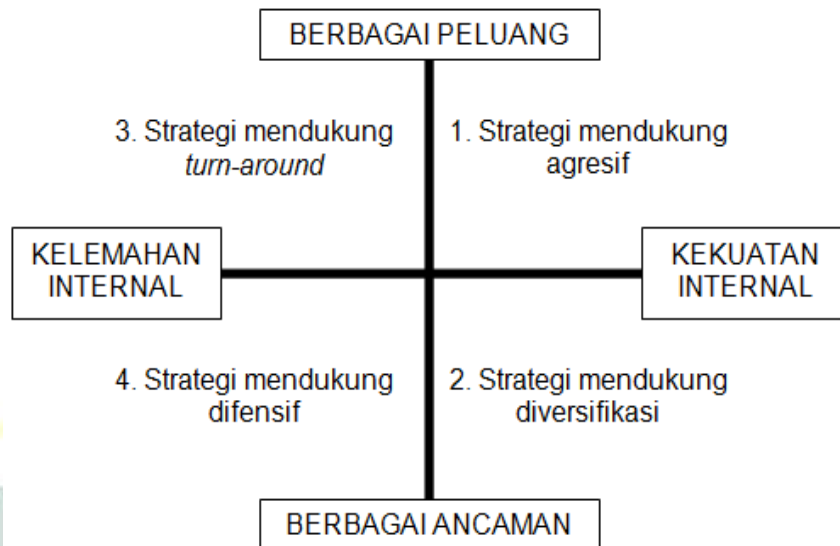 BERBAGAI PELUANG
3. Strategi mendukung
turn-around
1. Strategi mendukung
agresif
KELEMAHAN
INTERNAL
KEKUATAN
INTERNAL
4. Strategi mendukung
difensif
2. Strategi mendukung
diversifikasi
BERBAGAI ANCAMAN